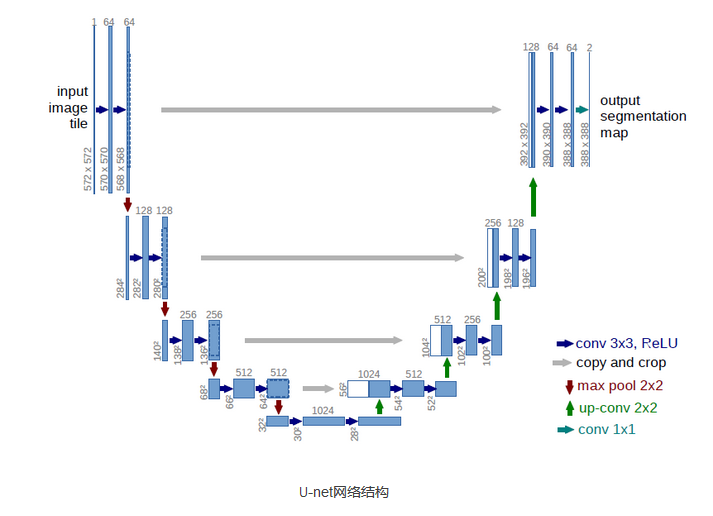 1 64 64
128 64 64 2
input
image
tile
output
segmentation
map
572 x 572
570 x 570
568 x 568
392 x 392
390 x 390
388 x 388
388 x 388
128 128
256 128
284²
282²
280²
200²
198²
196²
256 256
512 256
140²
138²
136²
104²
102²
100²
512 512
1024 512
68²
66²
64²
56²
54²
52²
1024
32²
30²
28²
conv 3x3, ReLU
copy and crop
max pool 2x2
up-conv 2x2
conv 1x1
U-net网络结构